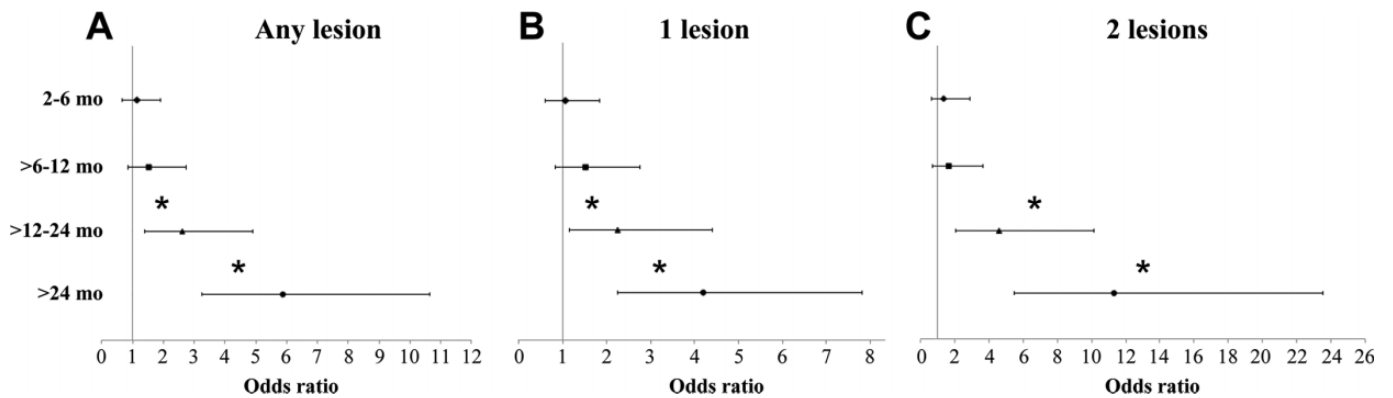 A Any lesion
B 1 lesion
C 2 lesions
2-6 mo
>6-12 mo
*
*
*
>12-24 mo
*
*
*
>24 mo
0 1 2 3 4 5 6 7 8 9 10 11 12
0 1 2 3 4 5 6 7 8
0 2 4 6 8 10 12 14 16 18 20 22 24 26
Odds ratio
Odds ratio
Odds ratio